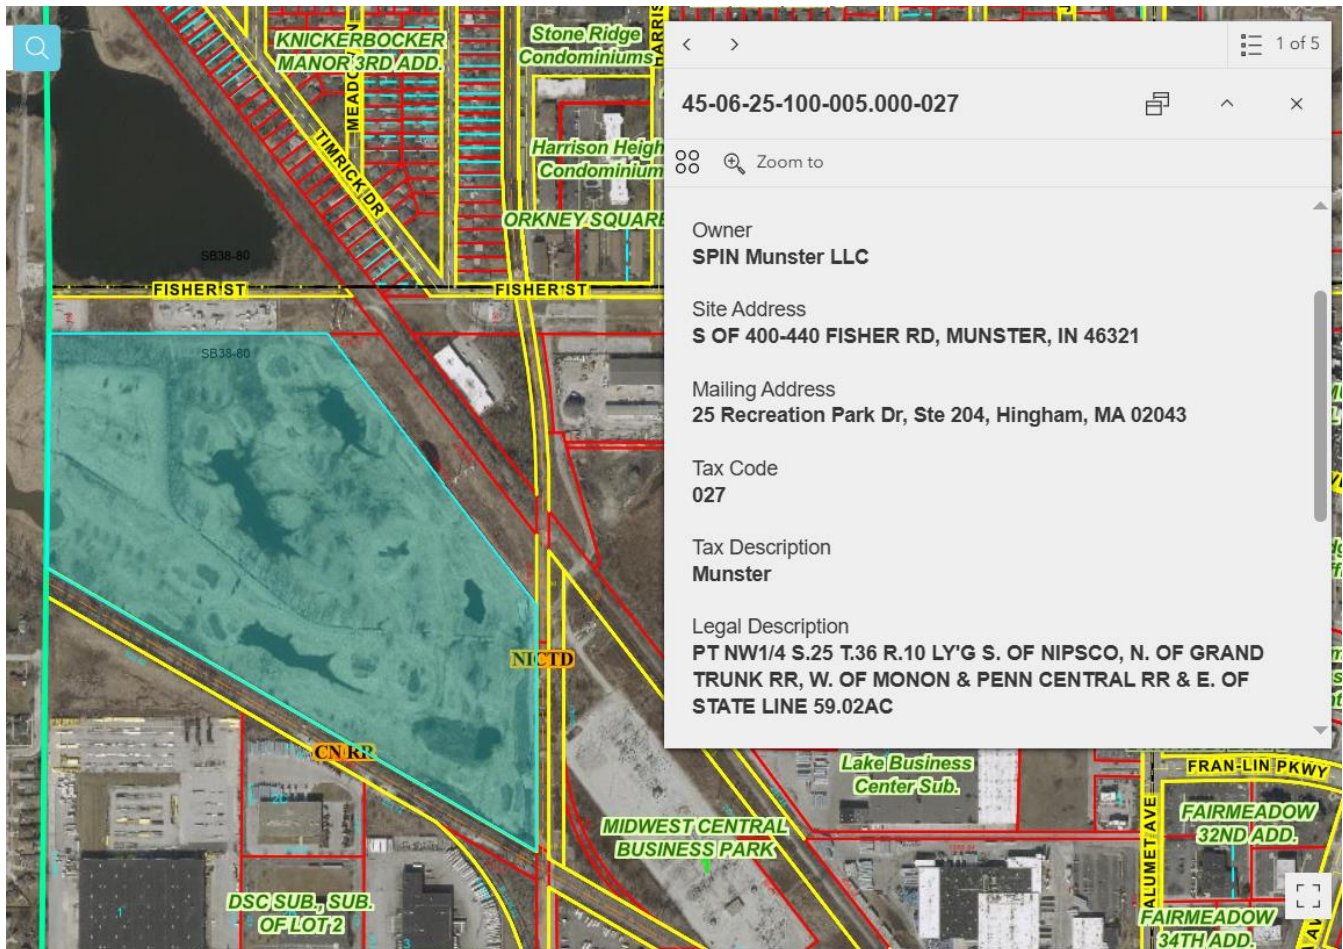 KNICKERBOCKER
MANOR 3RD ADD.
Stone Ridge
Condominiums
TIMRICK DR
Harrison Heigh
Condominium
ORKNEY SQUARE
SB38-80
FISHER ST
FISHER ST
SB38-80
NICTD
CN RR
2C
1
3
DSC SUB., SUB.
OF LOT 2
MIDWEST CENTRAL
BUSINESS PARK
Lake Business
Center Sub.
FRAN-LIN PKWY
ALUMET AVE
FAIRMEADOW
32ND ADD.
FAIRMEADOW
34TH ADD.
1 of 5
45-06-25-100-005.000-027
Zoom to
Owner
SPIN Munster LLC
Site Address
S OF 400-440 FISHER RD, MUNSTER, IN 46321
Mailing Address
25 Recreation Park Dr, Ste 204, Hingham, MA 02043
Tax Code
027
Tax Description
Munster
Legal Description
PT NW1/4 S.25 T.36 R.10 LY'G S. OF NIPSCO, N. OF GRAND
TRUNK RR, W. OF MONON & PENN CENTRAL RR & E. OF
STATE LINE 59.02AC